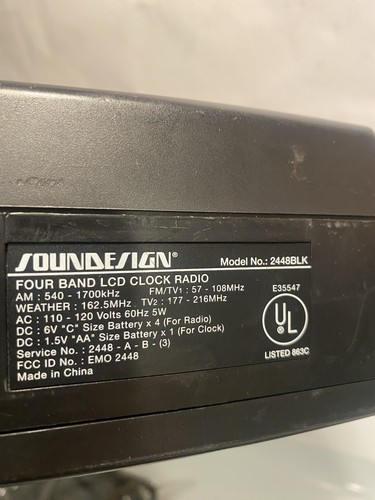 SOUNDESIGN® Model No.: 2448BLK
FOUR BAND LCD CLOCK RADIO
AM : 540 - 1700kHz FM/TV1 : 57 - 108MHz
WEATHER : 162.5MHz TV2 : 177 - 216MHz
AC : 110 - 120 Volts 60Hz 5W
DC : 6V "C" Size Battery x 4 (For Radio)
DC : 1.5V "AA" Size Battery x 1 (For Clock)
Service No. : 2448 - A - B - (3)
FCC ID No. : EMO 2448
Made in China
E35547
UL
LISTED 863C